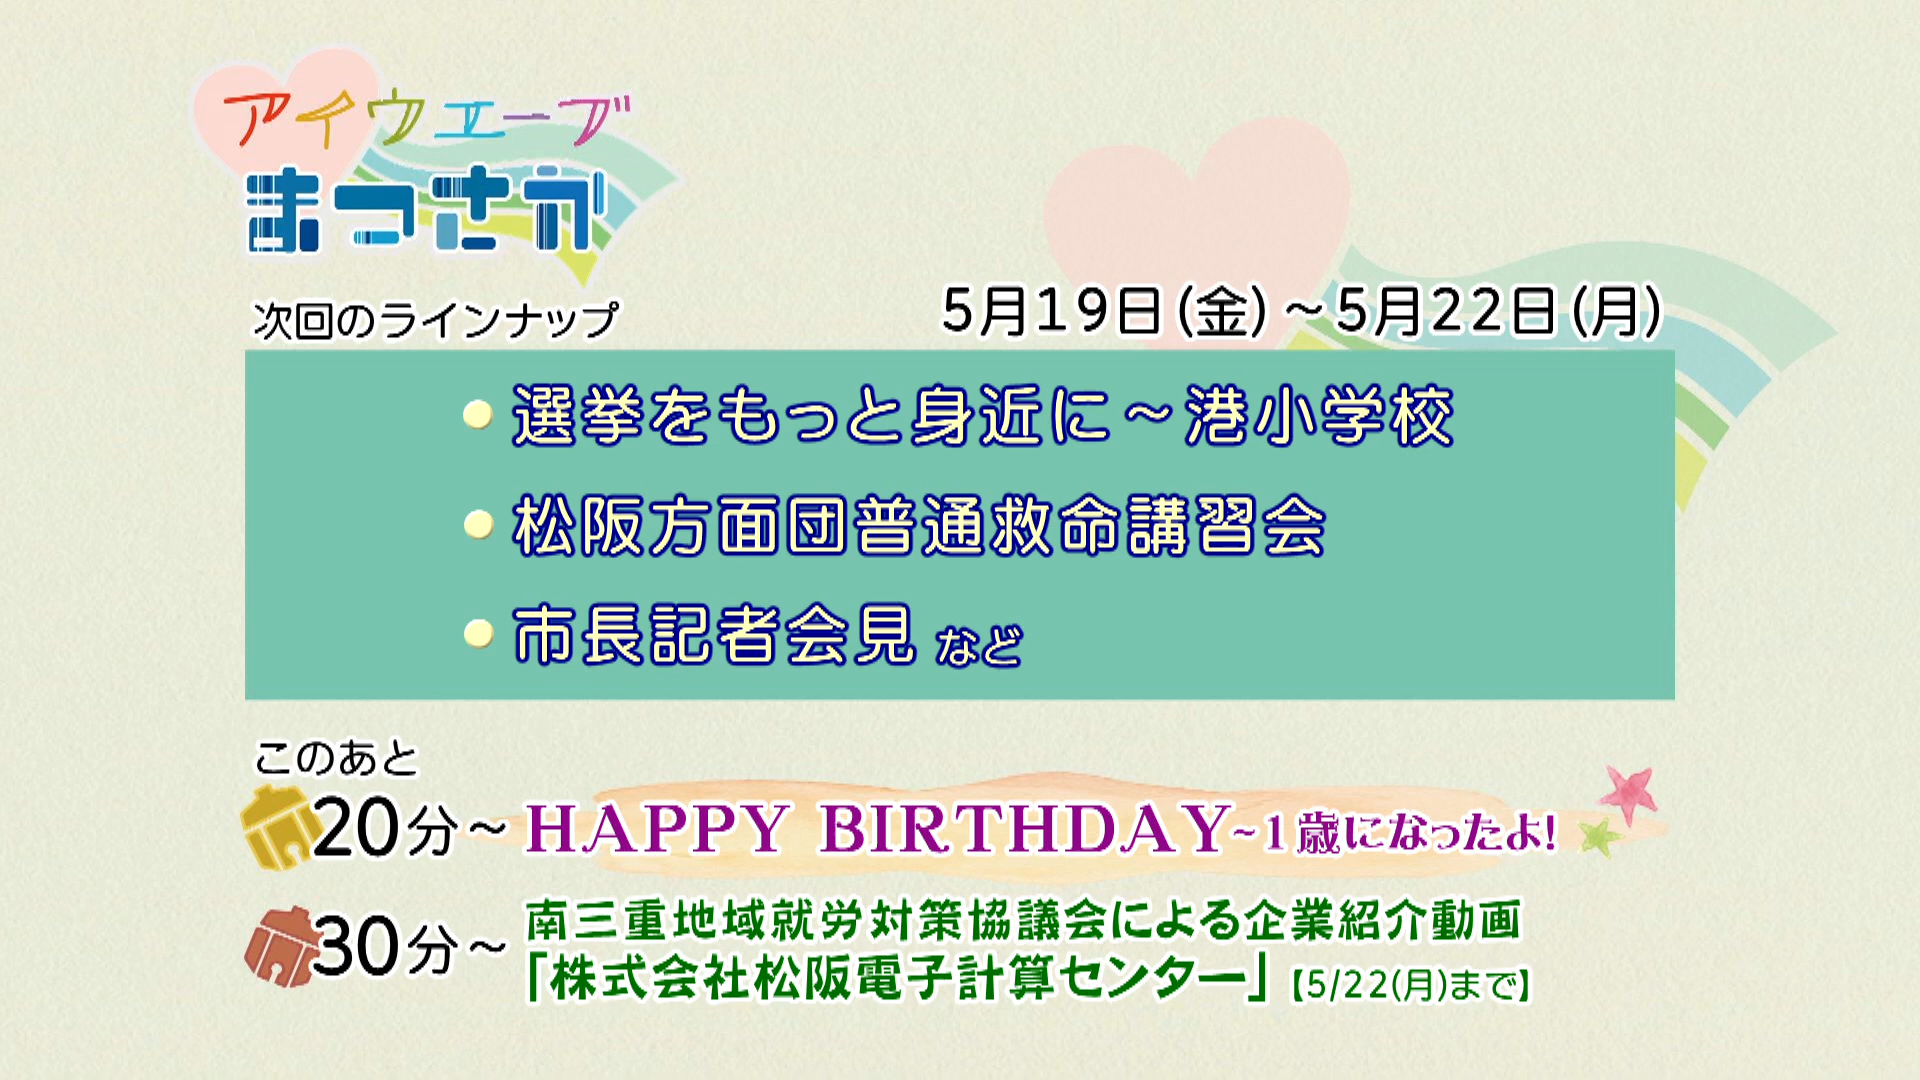 アイウエーブ
まつさか
次回のラインナップ
5月19日(金)~5月22日(月)
• 選挙をもっと身近に~港小学校
• 松阪方面団普通救命講習会
• 市長記者会見 など
このあと
20分~ HAPPY BIRTHDAY~1歳になったよ!
30分~ 南三重地域就労対策協議会による企業紹介動画
「株式会社松阪電子計算センター」【5/22(月)まで】